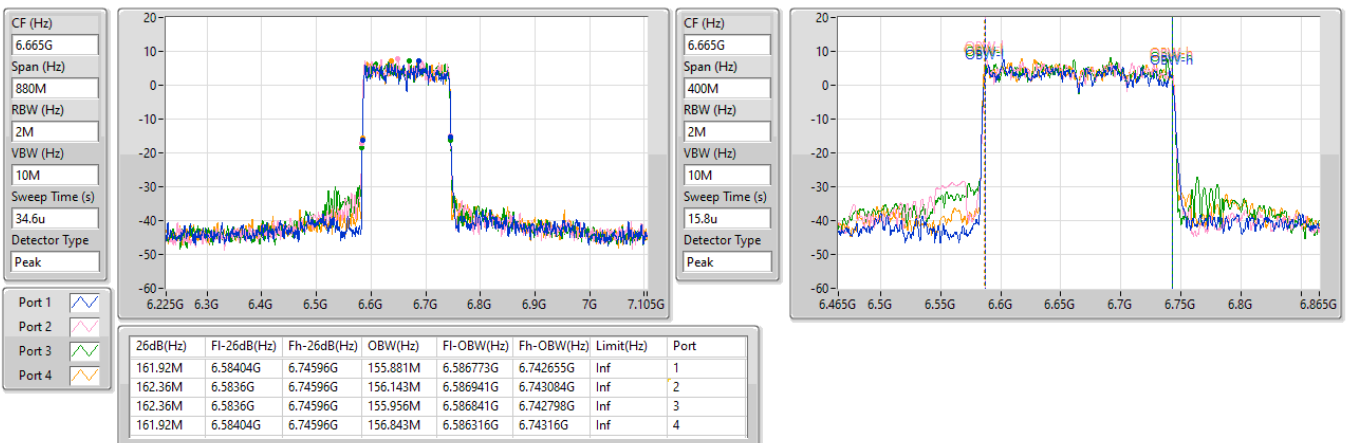 CF (Hz)
6.665G
Span (Hz)
880M
RBW (Hz)
2M
VBW (Hz)
10M
Sweep Time (s)
34.6u
Detector Type
Peak
20
10
0
-10
-20
-30
-40
-50
-60
6.225G 6.3G 6.4G 6.5G 6.6G 6.7G 6.8G 6.9G 7G 7.105G
CF (Hz)
6.665G
Span (Hz)
400M
RBW (Hz)
2M
VBW (Hz)
10M
Sweep Time (s)
15.8u
Detector Type
Peak
20
10
0
-10
-20
-30
-40
-50
-60
OBW-l
OBW-h
6.465G 6.5G 6.55G 6.6G 6.65G 6.7G 6.75G 6.8G 6.865G
Port 1
Port 2
Port 3
Port 4
26dB(Hz) Fl-26dB(Hz) Fh-26dB(Hz) OBW(Hz) Fl-OBW(Hz) Fh-OBW(Hz) Limit(Hz) Port
161.92M 6.58404G 6.74596G 155.881M 6.586773G 6.742655G Inf 1
162.36M 6.5836G 6.74596G 156.143M 6.586941G 6.743084G Inf 2
162.36M 6.5836G 6.74596G 155.956M 6.586841G 6.742798G Inf 3
161.92M 6.58404G 6.74596G 156.843M 6.586316G 6.74316G Inf 4